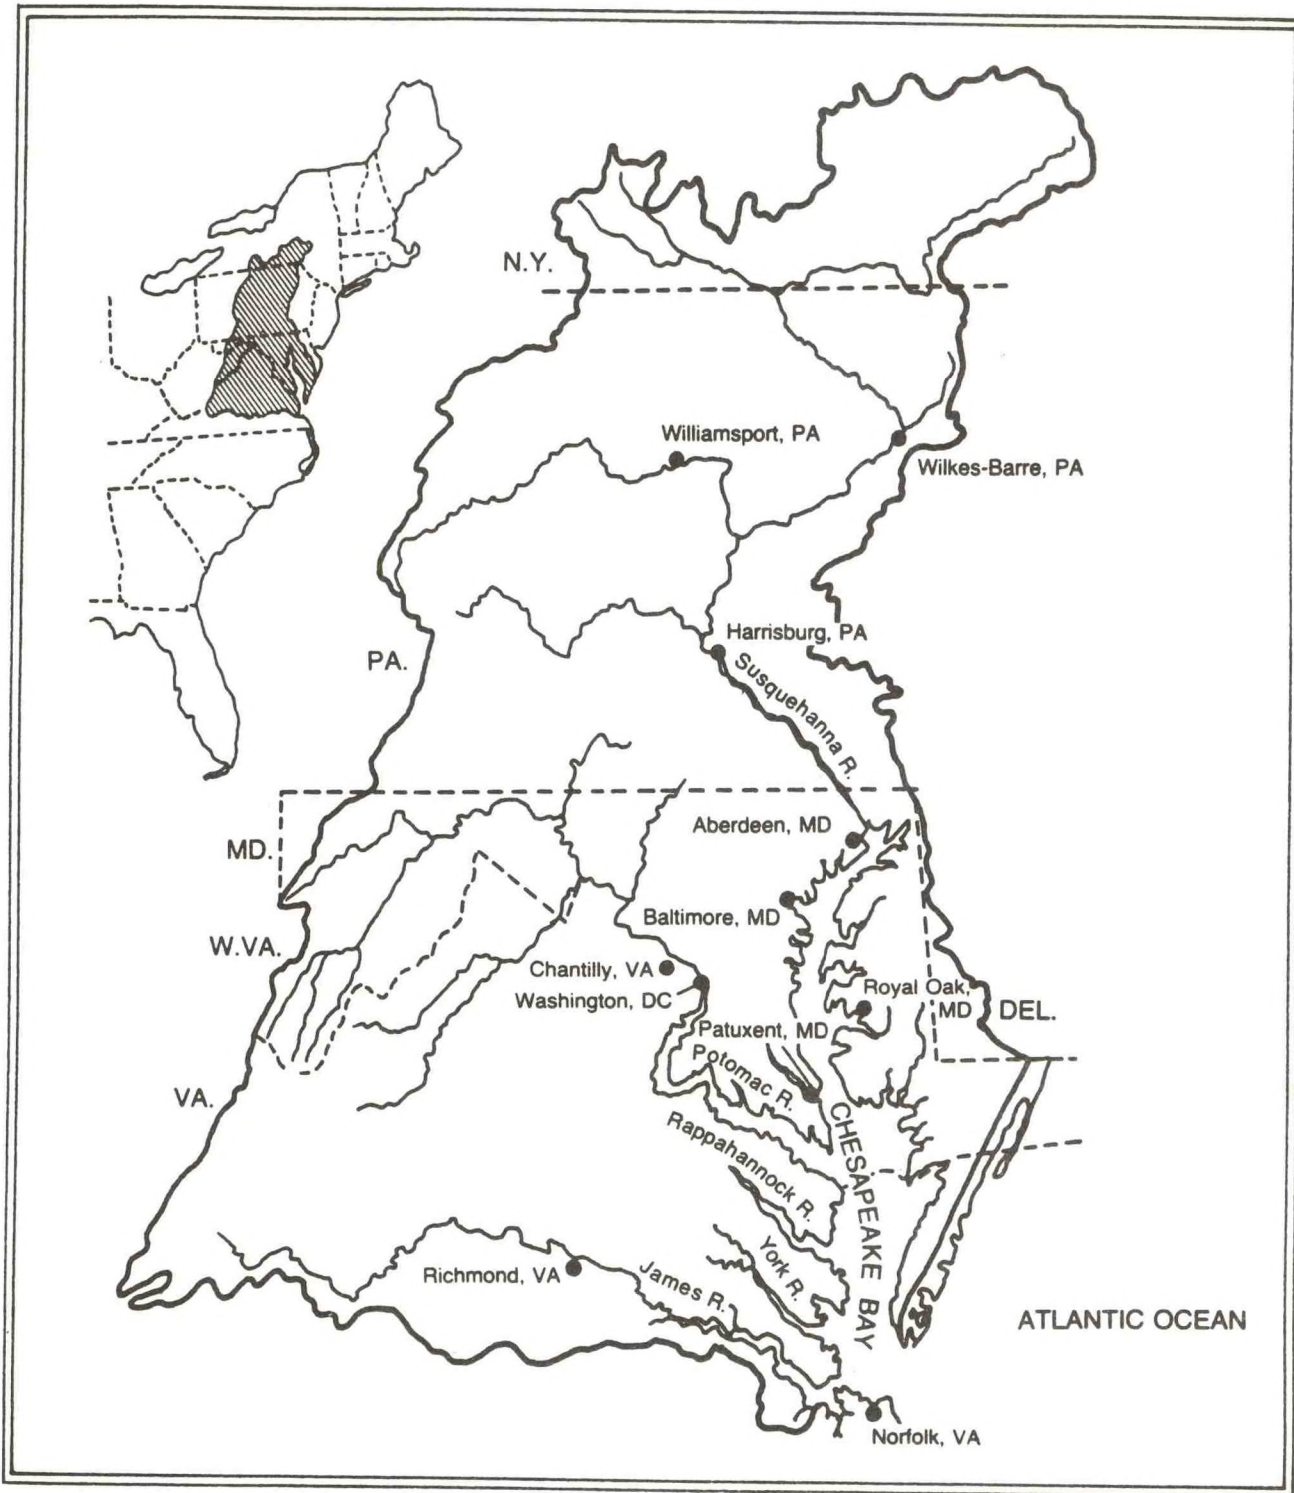 N.Y.
Williamsport, PA
Wilkes-Barre, PA
Harrisburg, PA
PA.
Susquehanna R.
Aberdeen, MD
MD.
Baltimore, MD
W.VA.
Chantilly, VA
Washington, DC
Royal Oak,
MD
DEL.
Patuxent, MD
Potomac R.
VA.
Rappahannock R.
CHESAPEAKE BAY
York R.
James R.
Richmond, VA
ATLANTIC OCEAN
Norfolk, VA